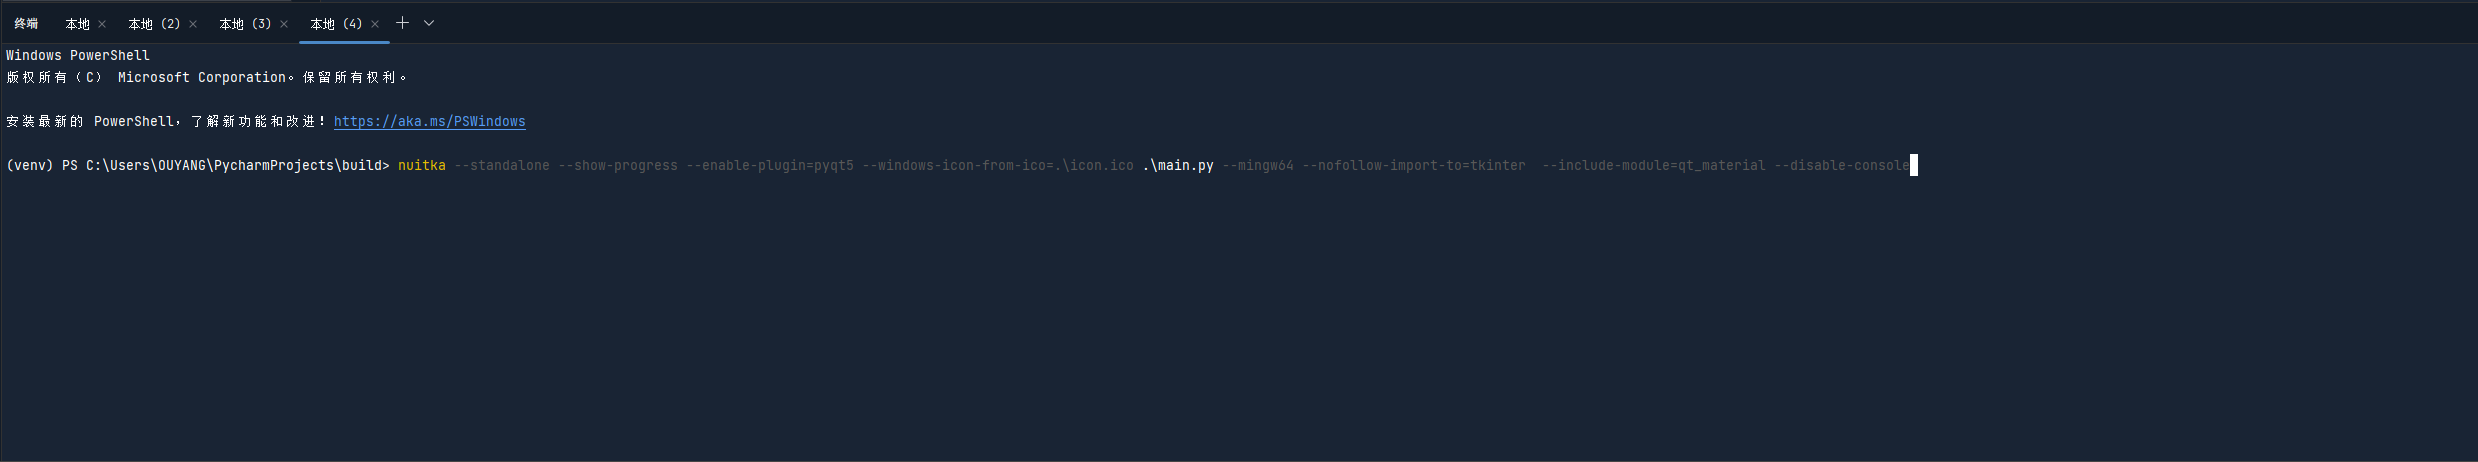 终端 本地 本地 (2) 本地 (3) 本地 (4)
Windows PowerShell
版权所有（C） Microsoft Corporation。保留所有权利。
安装最新的 PowerShell，了解新功能和改进！https://aka.ms/PSWindows
(venv) PS C:\Users\OUYANG\PycharmProjects\build> nuitka --standalone --show-progress --enable-plugin=pyqt5 --windows-icon-from-ico=.\icon.ico .\main.py --mingw64 --nofollow-import-to=tkinter  --include-module=qt_material --disable-console